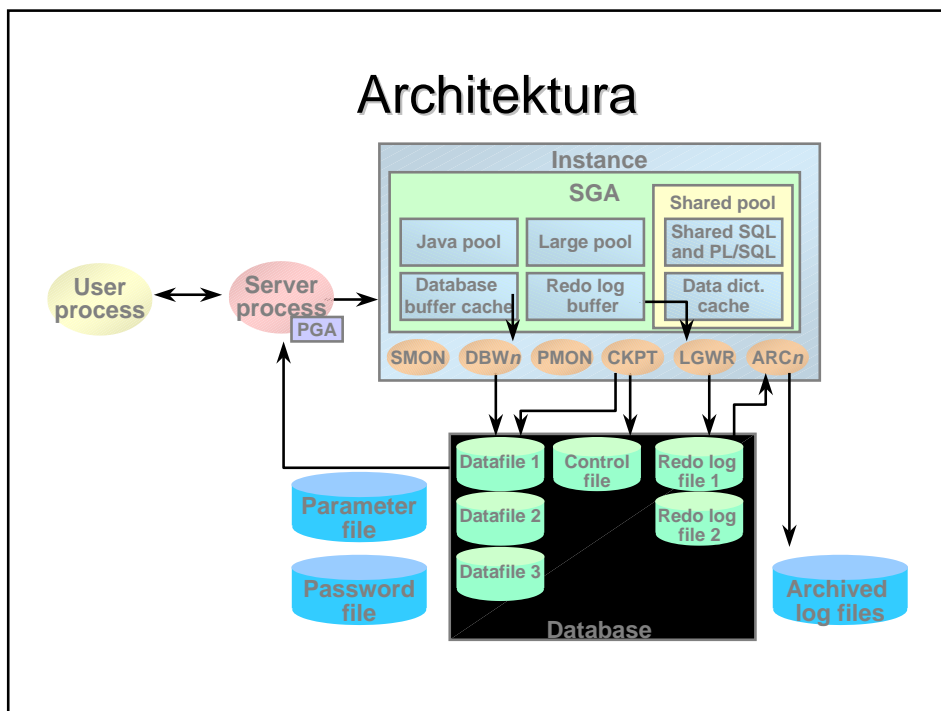 Architektura
Instance
SGA
Shared pool
Java pool
Large pool
Shared SQL
and PL/SQL
Database
buffer cache
Redo log
buffer
Data dict.
cache
User
process
Server
process
PGA
SMON
DBWn
PMON
CKPT
LGWR
ARCn
Datafile 1
Control
file
Redo log
file 1
Datafile 2
Redo log
file 2
Datafile 3
Database
Parameter
file
Password
file
Archived
log files